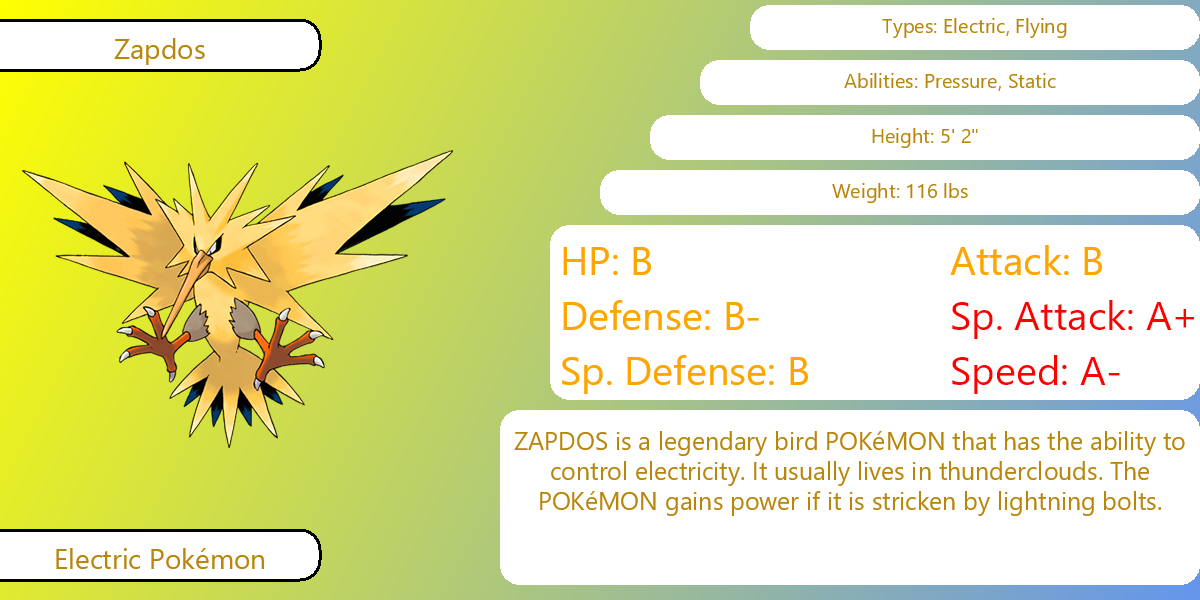 Zapdos
Electric Pokémon
Types: Electric, Flying
Abilities: Pressure, Static
Height: 5' 2"
Weight: 116 lbs
HP: B
Attack: B
Defense: B-
Sp. Attack: A+
Sp. Defense: B
Speed: A-
ZAPDOS is a legendary bird POKéMON that has the ability to
control electricity. It usually lives in thunderclouds. The
POKéMON gains power if it is stricken by lightning bolts.